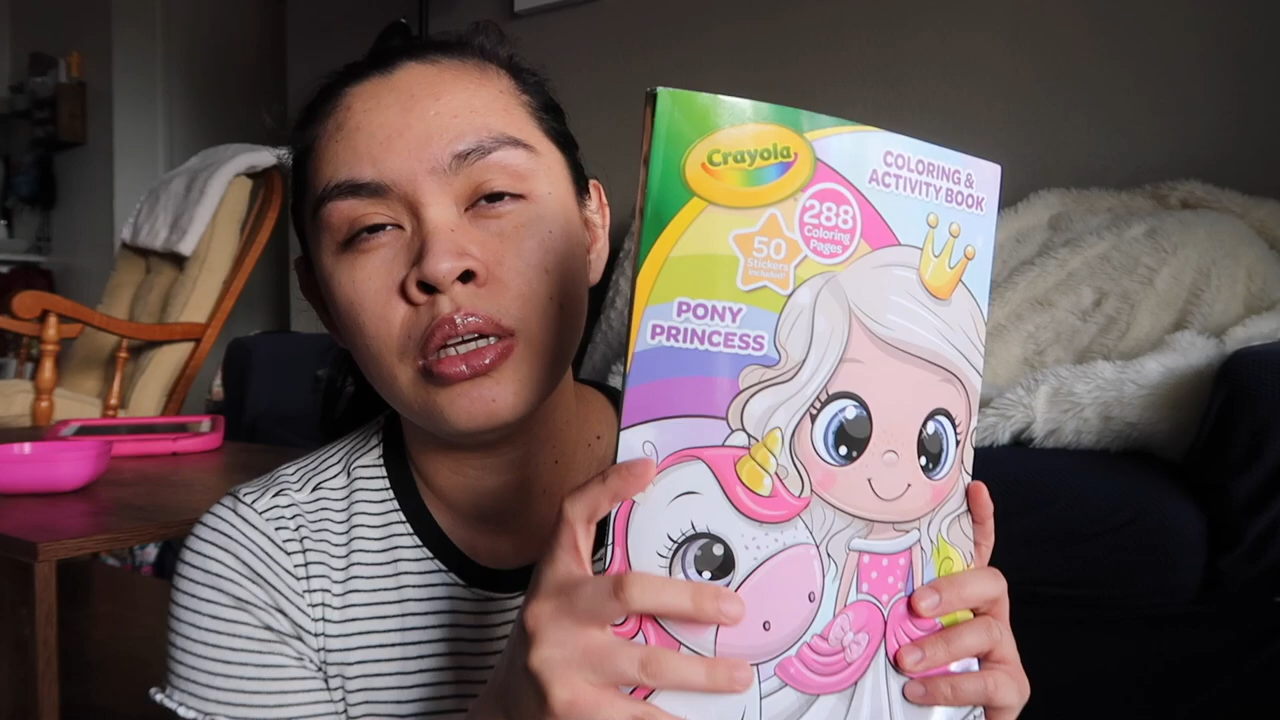 Crayola
COLORING &
ACTIVITY BOOK
288
Coloring
Pages
50
Stickers
Included!
PONY
PRINCESS